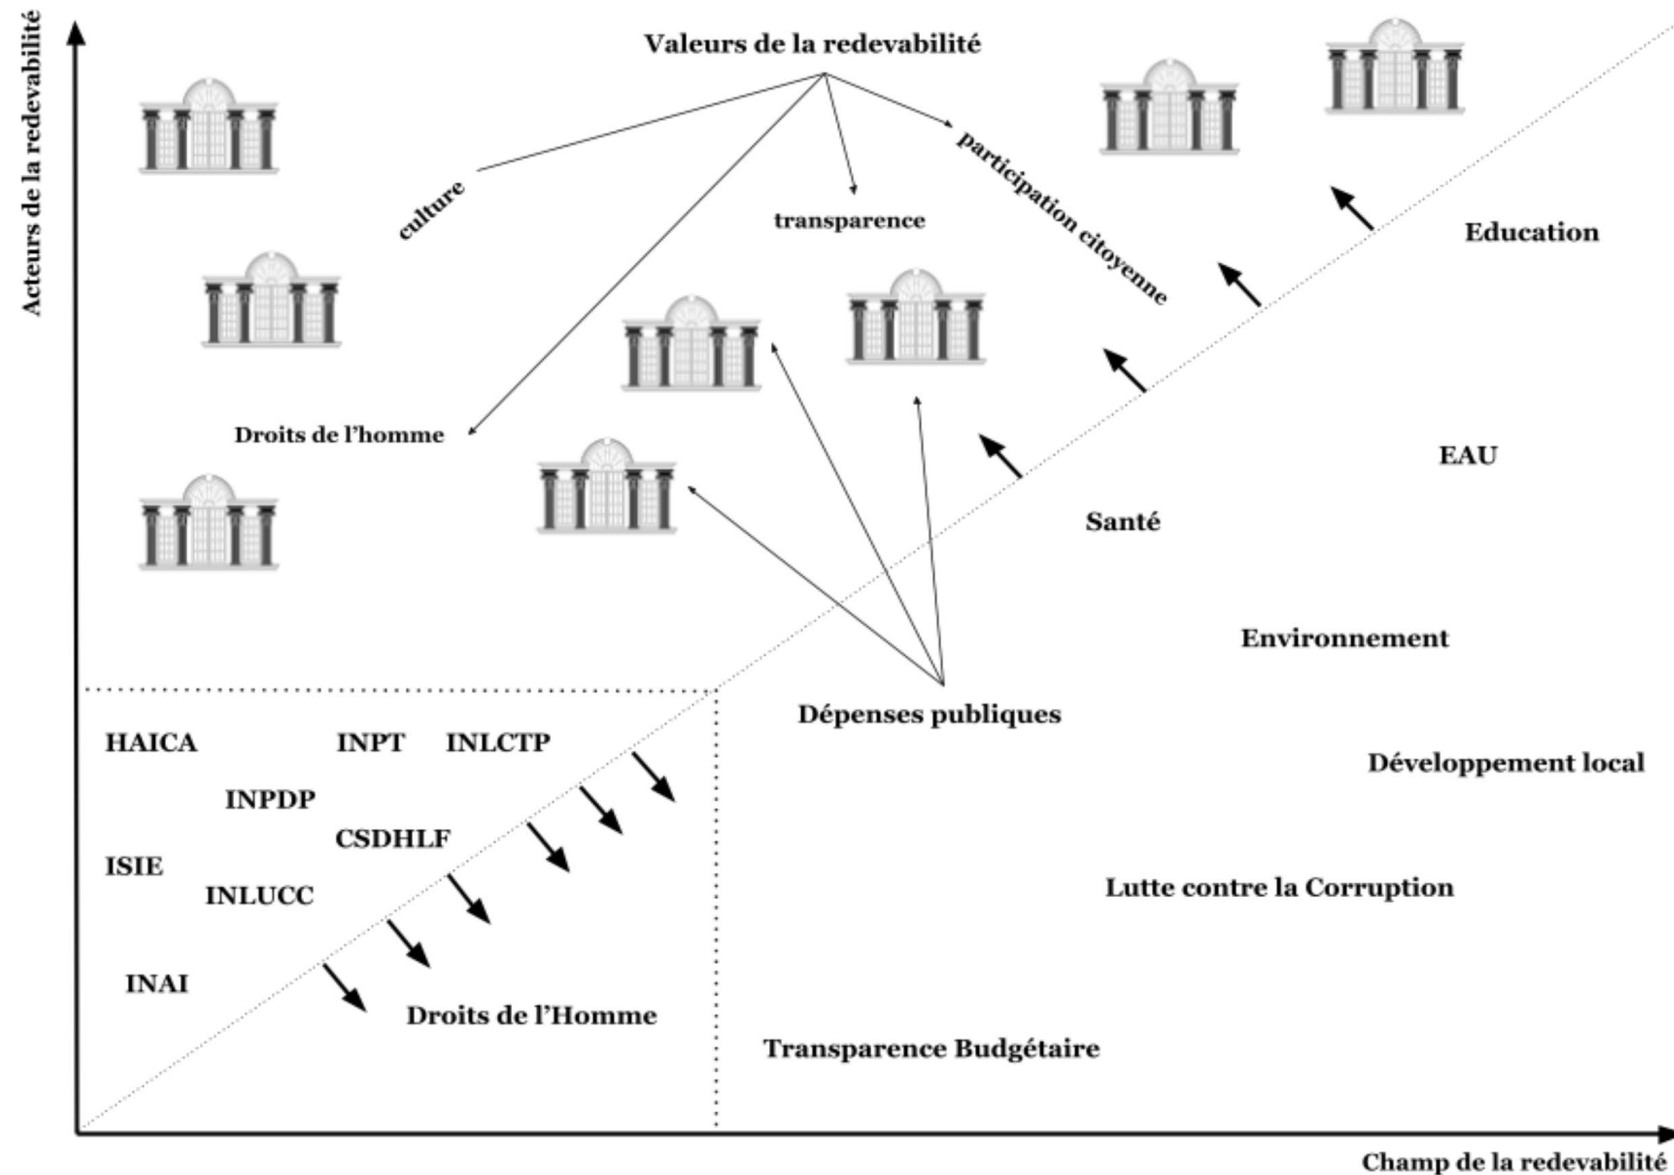 Acteurs de la redevabilité
Valeurs de la redevabilité
culture
transparence
participation citoyenne
Droits de l'homme
Education
EAU
Santé
Environnement
Dépenses publiques
Développement local
Lutte contre la Corruption
Transparence Budgétaire
HAICA
INPT
INLCTP
INPDP
CSDHLF
ISIE
INLUCC
INAI
Droits de l'Homme
Champ de la redevabilité